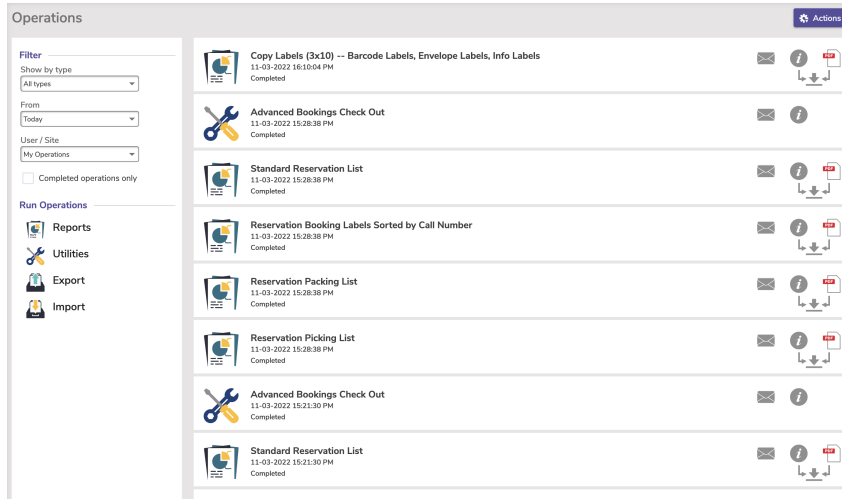 Operations
Actions
Filter
Show by type
All types
From
Today
User / Site
My Operations
Completed operations only
Run Operations
Reports
Utilities
Export
Import
Copy Labels (3x10) -- Barcode Labels, Envelope Labels, Info Labels
11-03-2022 16:10:04 PM
Completed
PDF
Advanced Bookings Check Out
11-03-2022 15:28:38 PM
Completed
Standard Reservation List
11-03-2022 15:28:38 PM
Completed
PDF
Reservation Booking Labels Sorted by Call Number
11-03-2022 15:28:38 PM
Completed
PDF
Reservation Packing List
11-03-2022 15:28:38 PM
Completed
PDF
Reservation Picking List
11-03-2022 15:28:38 PM
Completed
PDF
Advanced Bookings Check Out
11-03-2022 15:21:30 PM
Completed
Standard Reservation List
11-03-2022 15:21:30 PM
Completed
PDF